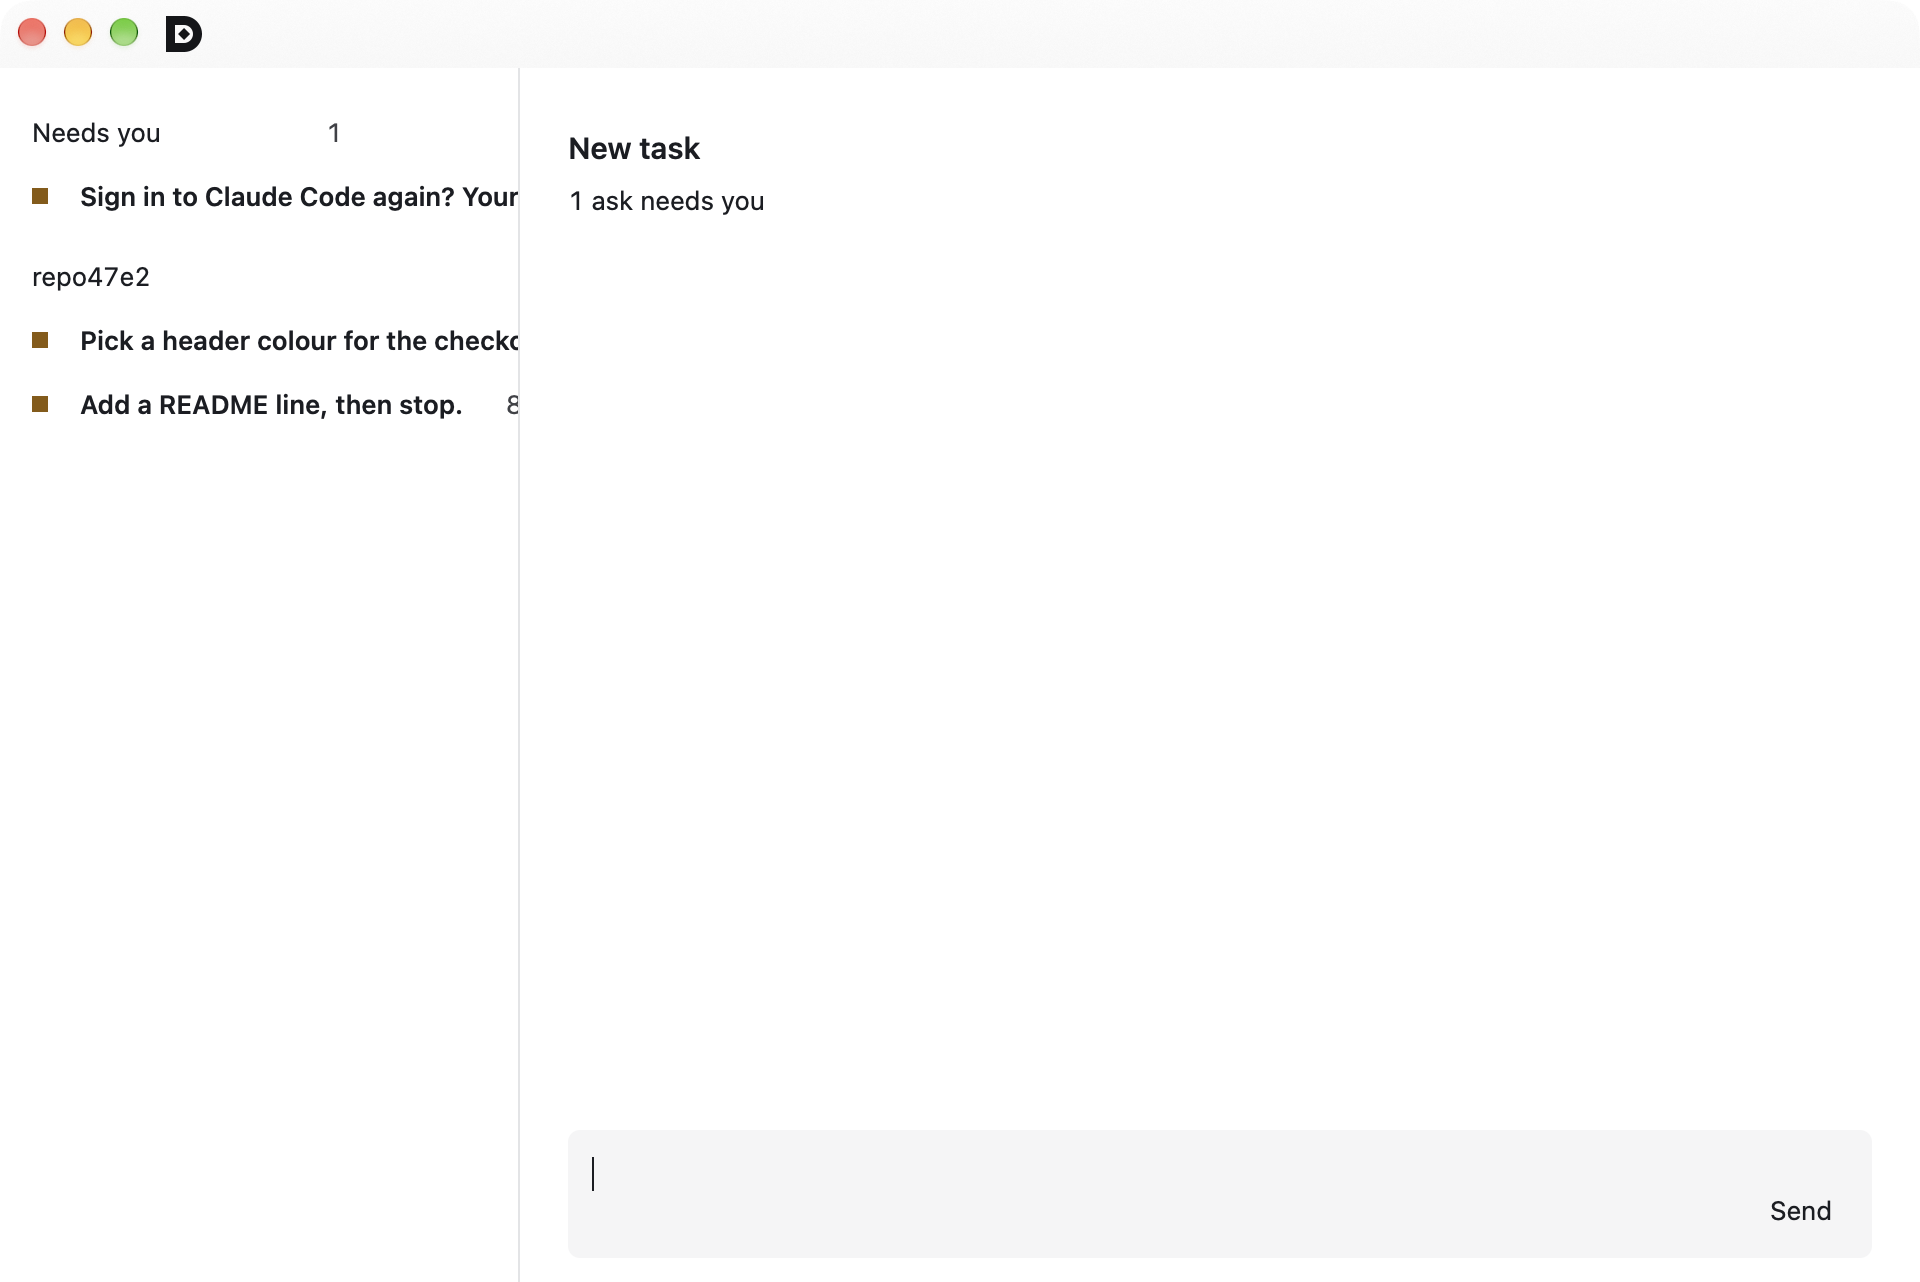 Needs you 1
Sign in to Claude Code again? Your
repo47e2
Pick a header colour for the
Add a README line, then stop. 8
New task
1 ask needs you
Send